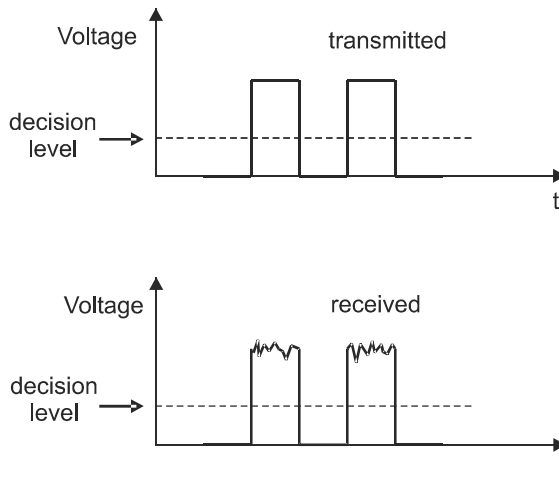 Voltage
transmitted
decision
level
t
Voltage
received
decision
level